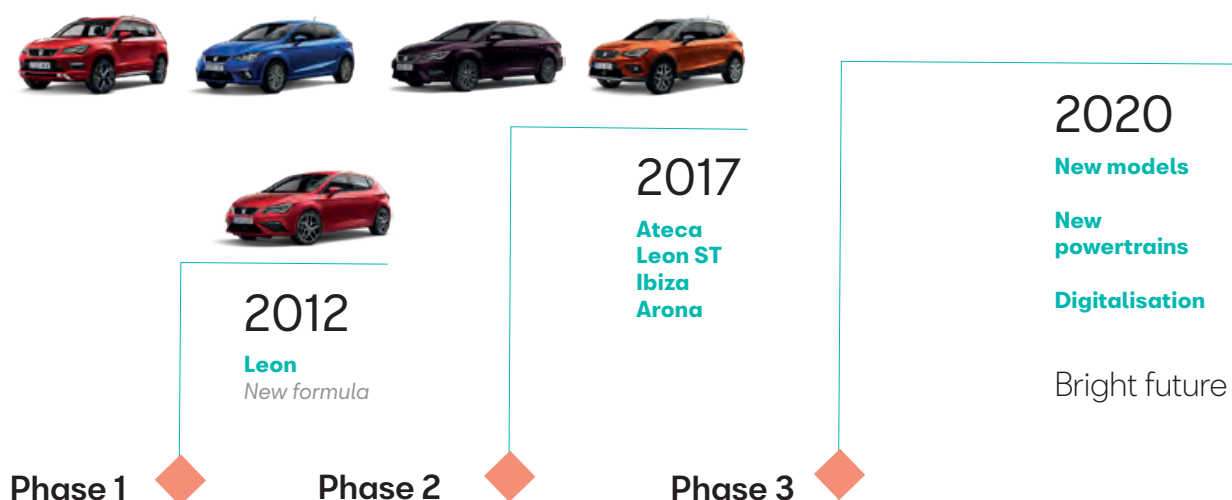 2012
Leon
New formula
2017
Ateca
Leon ST
Ibiza
Arona
2020
New models
New
powertrains
Digitalisation
Bright future
Phase 1
Phase 2
Phase 3